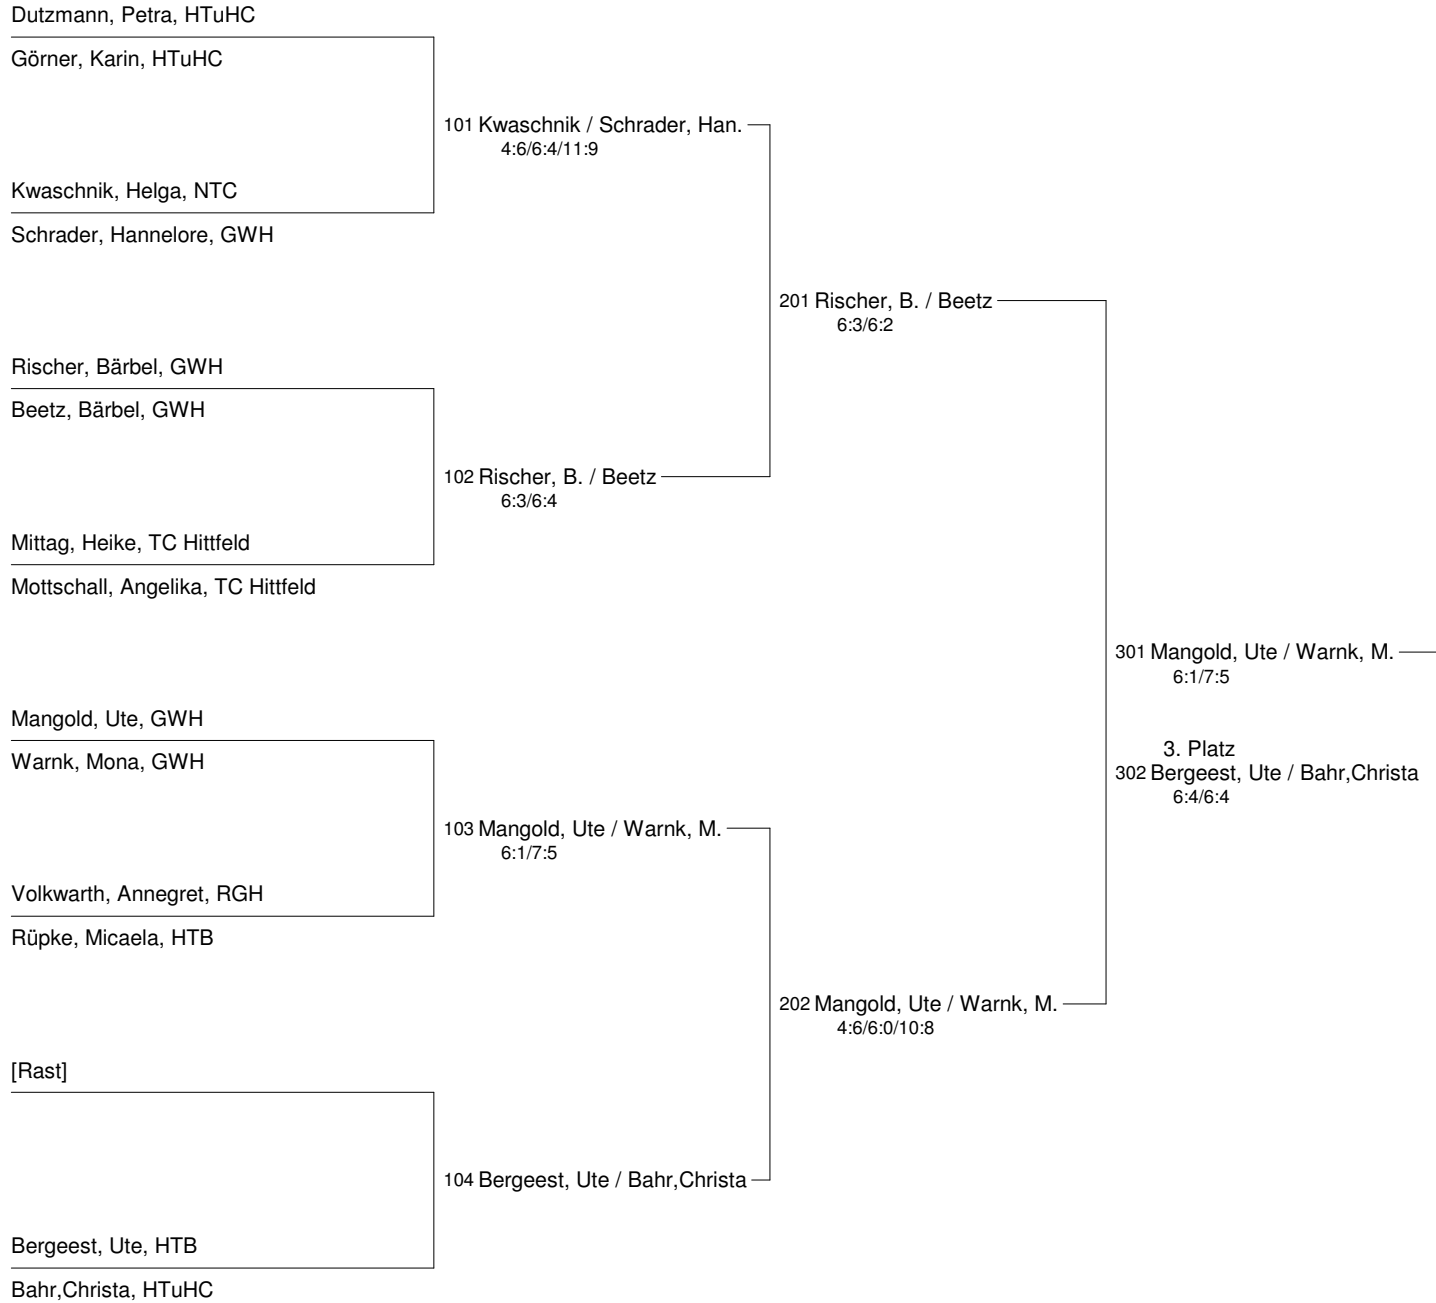 Dutzmann, Petra, HTuHC
Görner, Karin, HTuHC
101 Kwaschnik / Schrader, Han.
4:6/6:4/11:9
Kwaschnik, Helga, NTC
Schrader, Hannelore, GWH
201 Rischer, B. / Beetz
6:3/6:2
Rischer, Bärbel, GWH
Beetz, Bärbel, GWH
102 Rischer, B. / Beetz
6:3/6:4
Mittag, Heike, TC Hittfeld
Mottschall, Angelika, TC Hittfeld
301 Mangold, Ute / Warnk, M.
6:1/7:5
Mangold, Ute, GWH
Warnk, Mona, GWH
3. Platz
302 Bergeest, Ute / Bahr,Christa
6:4/6:4
103 Mangold, Ute / Warnk, M.
6:1/7:5
Volkwarth, Annegret, RGH
Rüpke, Micaela, HTB
202 Mangold, Ute / Warnk, M.
4:6/6:0/10:8
[Rast]
104 Bergeest, Ute / Bahr,Christa
Bergeest, Ute, HTB
Bahr,Christa, HTuHC